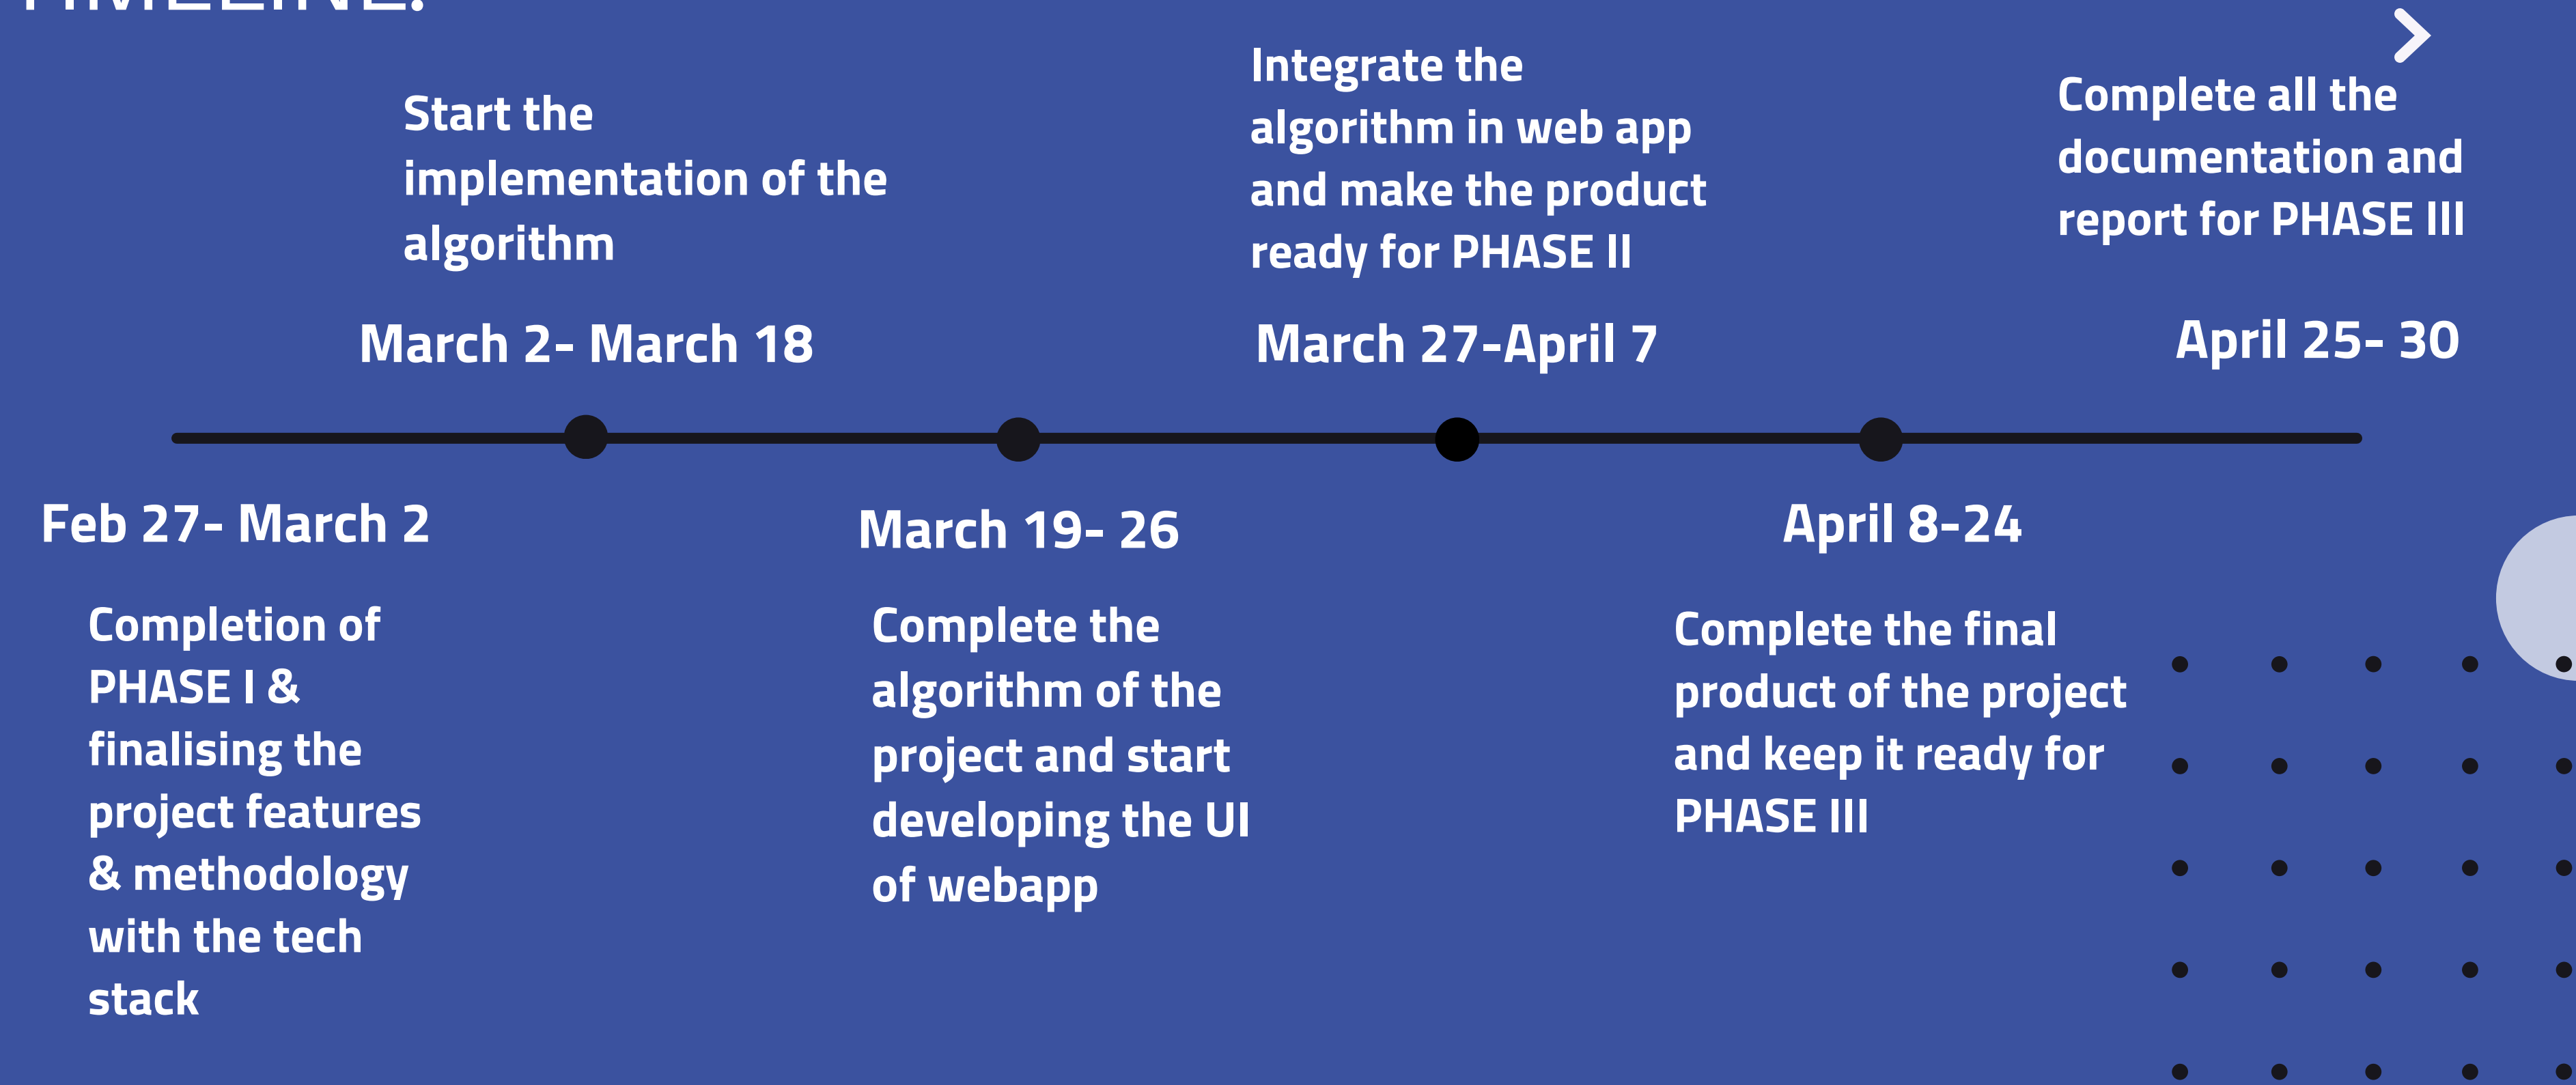 TIMELINE:
Start the
implementation of the
algorithm
March 2- March 18
Integrate the
algorithm in web app
and make the product
ready for PHASE II
March 27-April 7
Complete all the
documentation and
report for PHASE III
April 25- 30
Feb 27- March 2
Completion of
PHASE I &
finalising the
project features
& methodology
with the tech
stack
March 19- 26
Complete the
algorithm of the
project and start
developing the UI
of webapp
April 8-24
Complete the final
product of the project
and keep it ready for
PHASE III